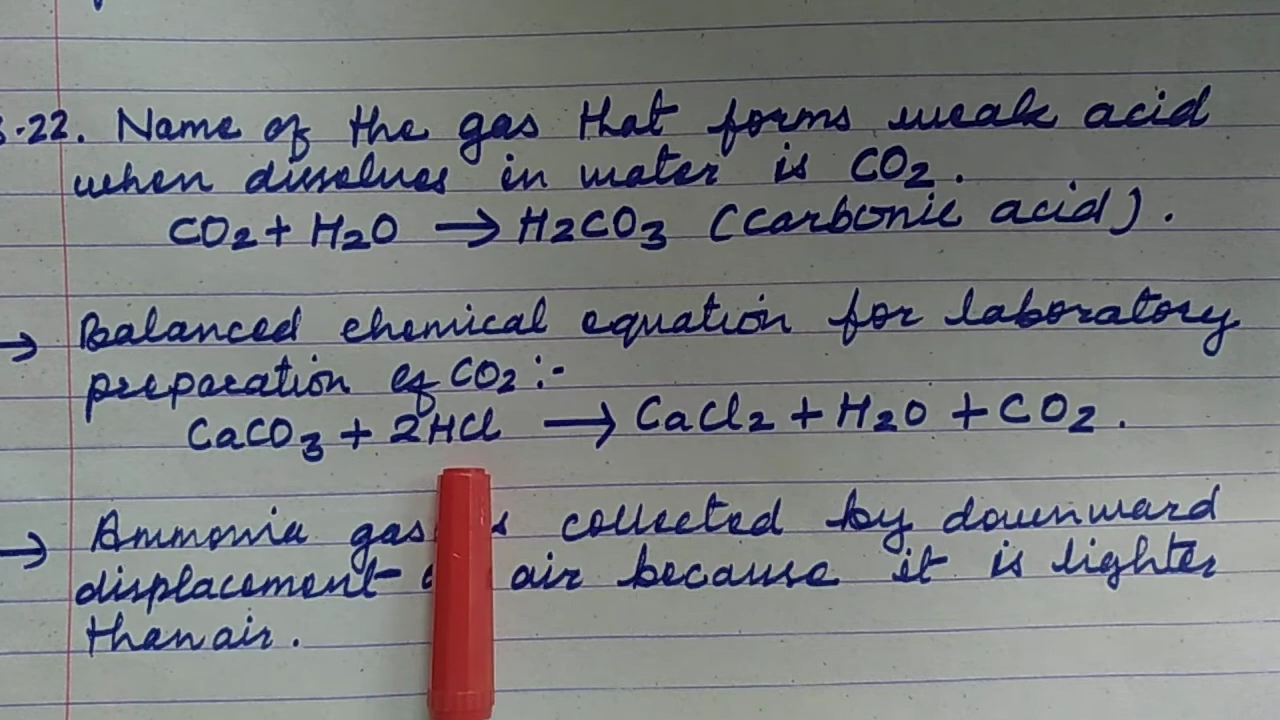 .22. Name of the gas that forms weak acid
when dissolves in water is CO2.
CO2 + H2O → H2CO3 (Carbonic acid).
→ Balanced chemical equation for laboratory
preparation of CO2 :-
CaCO3 + 2HCl → CaCl2 + H2O + CO2.
→ Ammonia gas collected by downward
displacement air because it is lighter
than air.